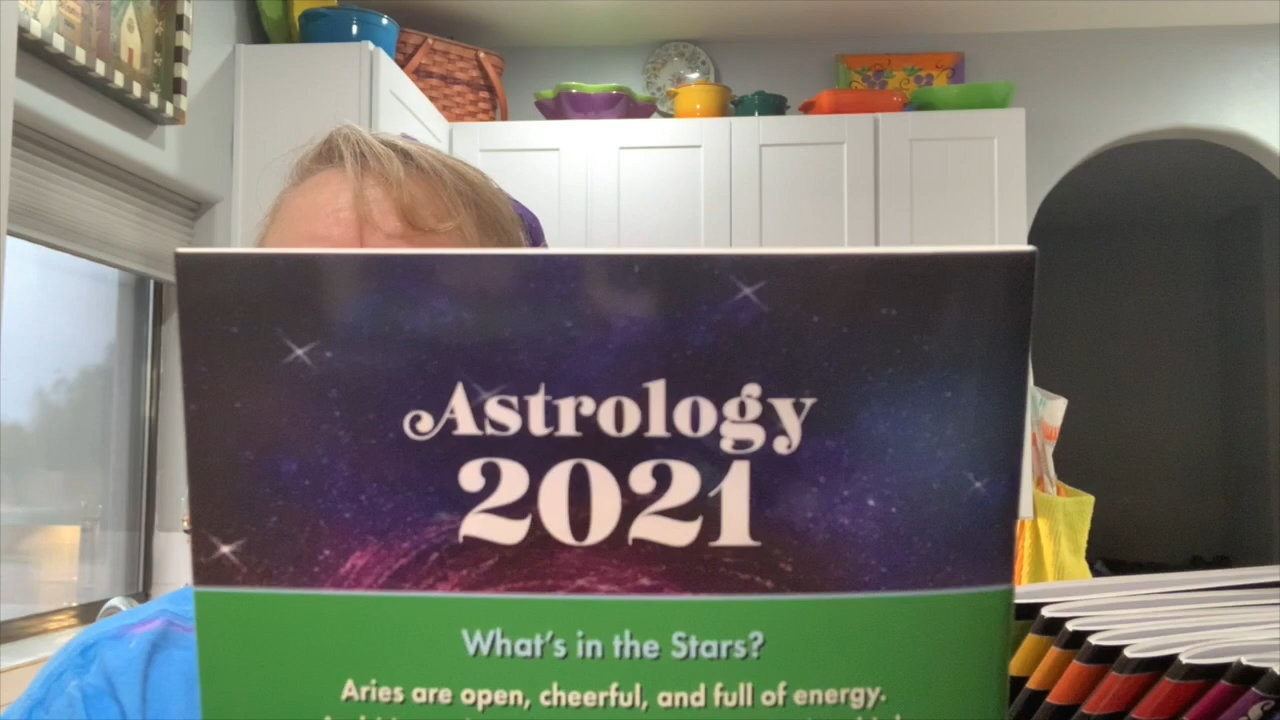 Astrology
2021
What's in the Stars?
Aries are open, cheerful, and full of energy.